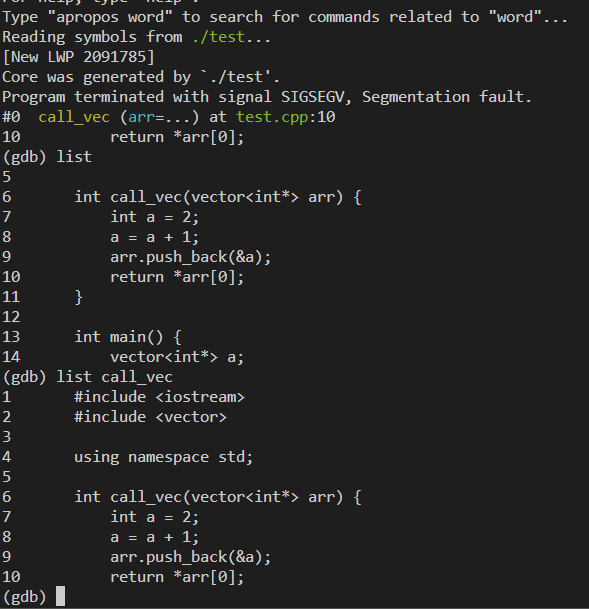 For help, type "help".
Type "apropos word" to search for commands related to "word"...
Reading symbols from ./test...
[New LWP 2091785]
Core was generated by `./test'.
Program terminated with signal SIGSEGV, Segmentation fault.
#0  call_vec (arr=...) at test.cpp:10
10          return *arr[0];
(gdb) list
5
6       int call_vec(vector<int*> arr) {
7           int a = 2;
8           a = a + 1;
9           arr.push_back(&a);
10          return *arr[0];
11      }
12
13      int main() {
14          vector<int*> a;
(gdb) list call_vec
1       #include <iostream>
2       #include <vector>
3
4       using namespace std;
5
6       int call_vec(vector<int*> arr) {
7           int a = 2;
8           a = a + 1;
9           arr.push_back(&a);
10          return *arr[0];
(gdb)